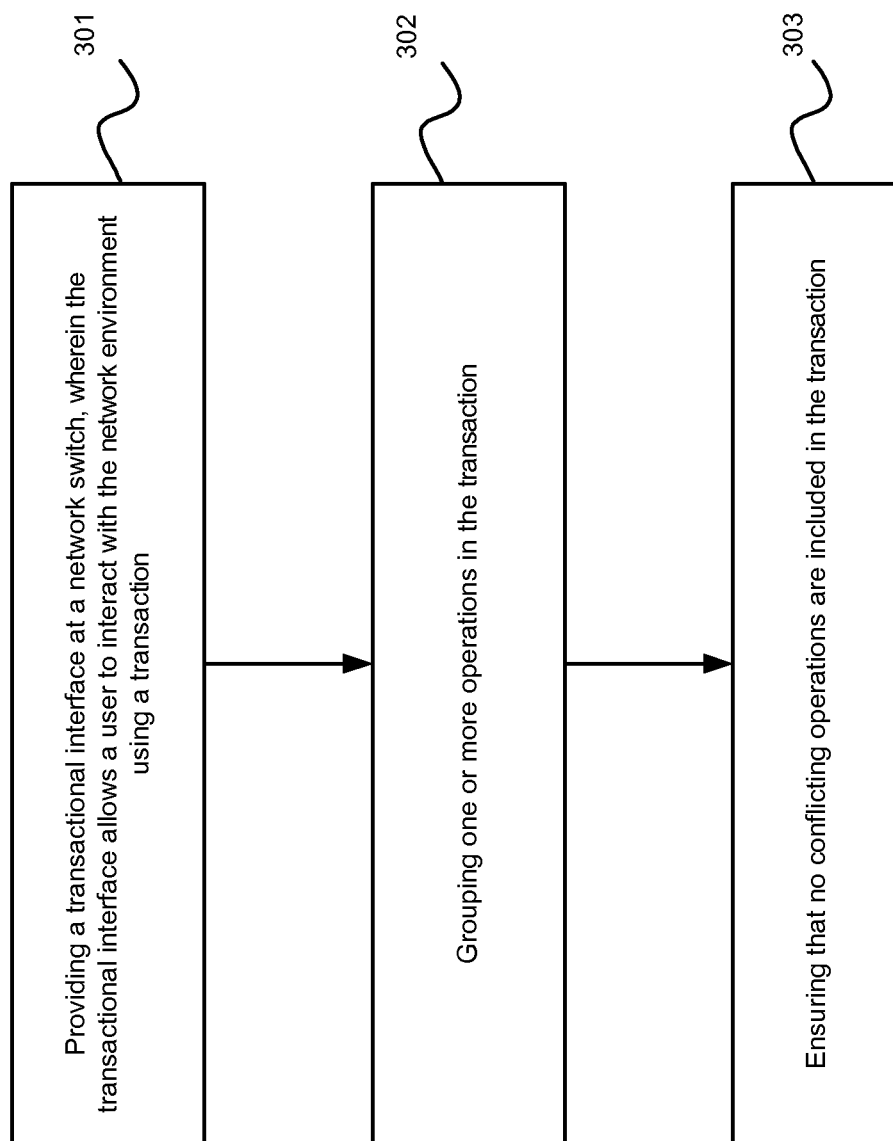 301
Providing a transactional interface at a network switch, wherein the
transactional interface allows a user to interact with the network environment
using a transaction
302
Grouping one or more operations in the transaction
303
Ensuring that no conflicting operations are included in the transaction